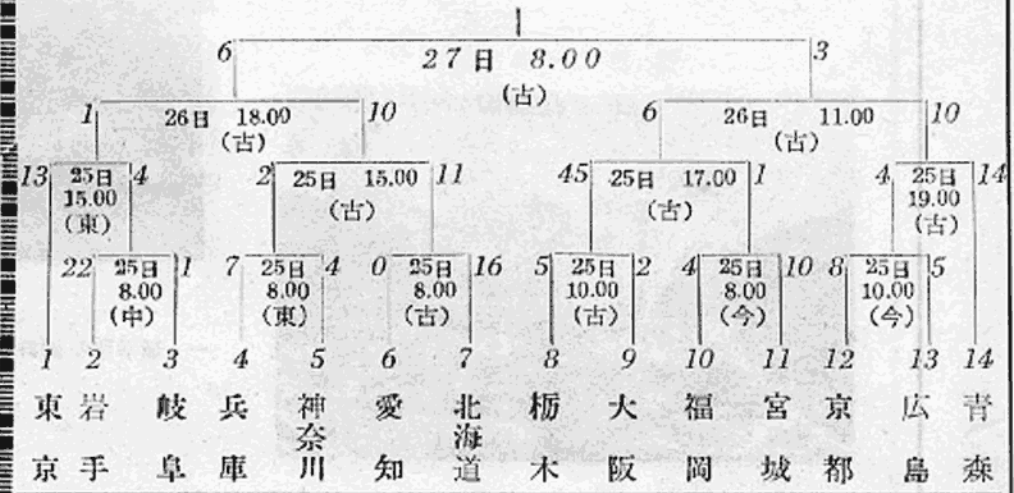 6 27日 8.00 3
(古)
1 26日 18.00 10 6 26日 11.00 10
(古) (古)
13 25日 4 2 25日 15.00 11 45 25日 17.00 1 4 25日 14
15.00 (古) (古) 19.00
(東) (古)
22 25日 1 7 25日 4 0 25日 16 5 25日 2 4 25日 10 8 25日 5
8.00 8.00 8.00 10.00 8.00 10.00
(中) (東) (古) (古) (今) (今)
1 2 3 4 5 6 7 8 9 10 11 12 13 14
東京 岩手 岐阜 兵庫 神奈川 愛知 北海道 栃木 大阪 福岡 宮城 京都 広島 青森